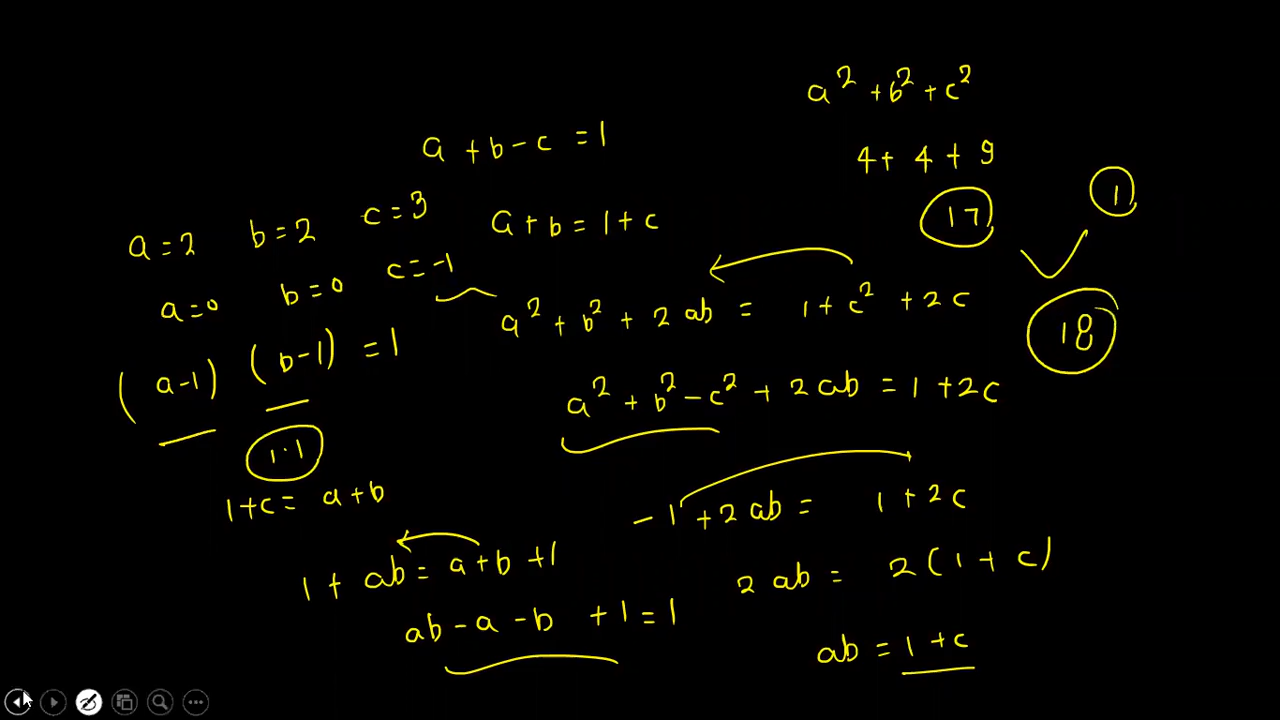 a² + b² + c²
a + b - c = 1
4 + 4 + 9
17
1
a = 2 b = 2 c = 3
a + b = 1 + c
a = 0 b = 0 c = -1
a² + b² + 2ab = 1 + c² + 2c
18
(a-1) (b-1) = 1
a² + b² - c² + 2ab = 1 + 2c
1·1
1+c = a+b
-1 + 2ab = 1 + 2c
1 + ab = a+b +1
2ab = 2(1 + c)
ab - a - b + 1 = 1
ab = 1 + c